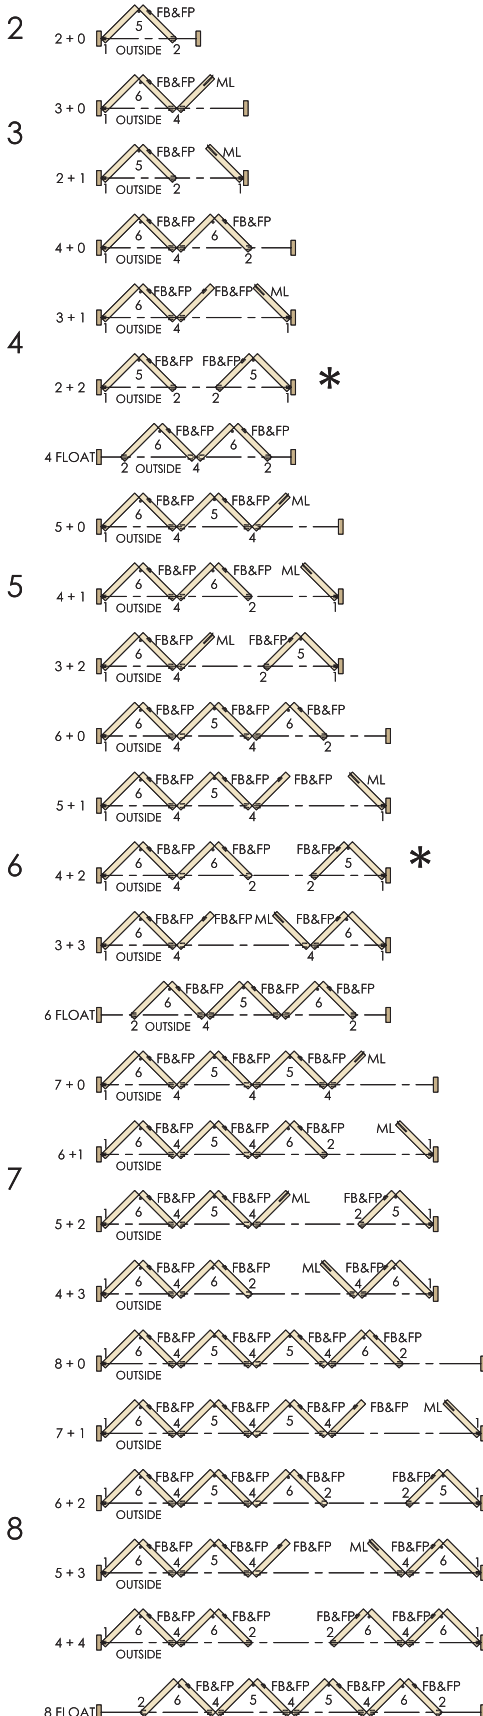 2
FB&FP
5
2 + 0
1 OUTSIDE 2
FB&FP ML
6
3 + 0
1 OUTSIDE 4
3
FB&FP ML
5
2 + 1
1 OUTSIDE 2 1
FB&FP FB&FP
6 6
4 + 0
1 OUTSIDE 4 2
FB&FP FB&FP ML
6
3 + 1
1 OUTSIDE 4 1
4
FB&FP FB&FP
5 5
2 + 2 *
1 OUTSIDE 2 2 1
FB&FP FB&FP
6 6
4 FLOAT
2 OUTSIDE 4 2
FB&FP FB&FP ML
6 5
5 + 0
1 OUTSIDE 4 4
5
FB&FP FB&FP ML
6 6
4 + 1
1 OUTSIDE 4 2 1
FB&FP ML FB&FP
6 5
3 + 2
1 OUTSIDE 4 2 1
FB&FP FB&FP FB&FP
6 5 6
6 + 0
1 OUTSIDE 4 4 2
FB&FP FB&FP FB&FP ML
6 5
5 + 1
1 OUTSIDE 4 4 1
6
FB&FP FB&FP FB&FP *
6 6 5
4 + 2
1 OUTSIDE 4 2 2 1
FB&FP FB&FP ML FB&FP
6 6
3 + 3
1 OUTSIDE 4 4 1
FB&FP FB&FP FB&FP
6 5 6
6 FLOAT
2 OUTSIDE 4 2
FB&FP FB&FP FB&FP ML
6 5 5
7 + 0
1 OUTSIDE 4 4 4
FB&FP FB&FP FB&FP ML
1 6 4 5 4 6 2 1
6 +1
OUTSIDE
7
FB&FP FB&FP ML FB&FP
1 6 4 5 4 2 5 1
5 + 2
OUTSIDE
FB&FP FB&FP ML FB&FP
1 6 4 6 2 4 6 1
4 + 3
OUTSIDE
FB&FP FB&FP FB&FP FB&FP
1 6 4 5 4 5 4 6 2
8 + 0
OUTSIDE
FB&FP FB&FP FB&FP FB&FP ML
1 6 4 5 4 5 4 1
7 + 1
OUTSIDE
FB&FP FB&FP FB&FP FB&FP
1 6 4 5 4 6 2 2 5 1
6 + 2
OUTSIDE
8
FB&FP FB&FP FB&FP ML FB&FP
1 6 4 5 4 4 6 1
5 + 3
OUTSIDE
FB&FP FB&FP FB&FP FB&FP
1 6 4 6 2 2 6 4 6 1
4 + 4
OUTSIDE
FB&FP FB&FP FB&FP FB&FP
2 6 4 5 4 5 4 6 2
8 FLOAT